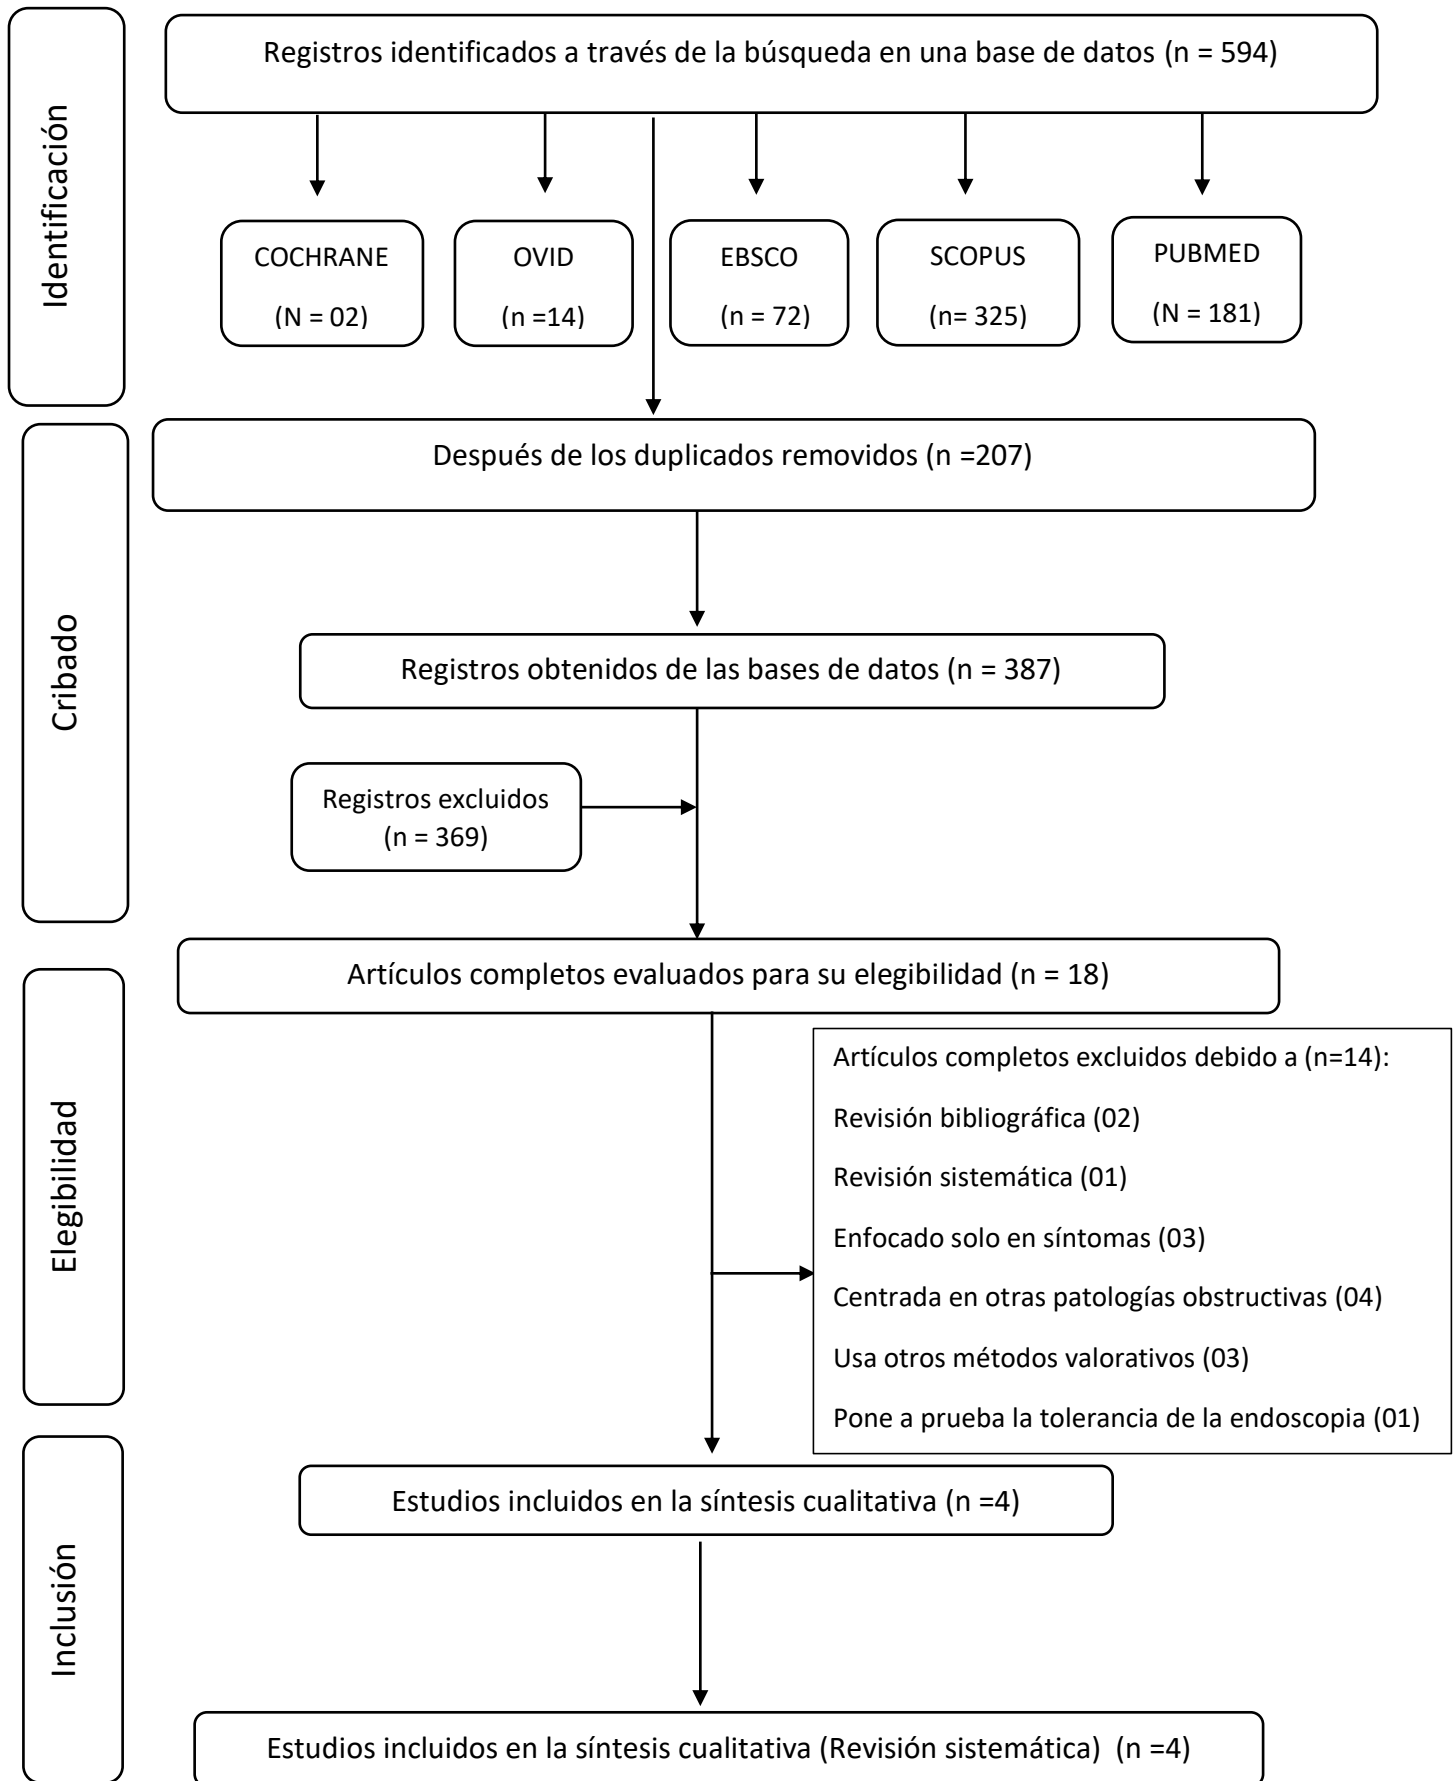 Identificación
Registros identificados a través de la búsqueda en una base de datos (n = 594)
COCHRANE
(N = 02)
OVID
(n =14)
EBSCO
(n = 72)
SCOPUS
(n= 325)
PUBMED
(N = 181)
Cribado
Después de los duplicados removidos (n =207)
Registros obtenidos de las bases de datos (n = 387)
Registros excluidos
(n = 369)
Elegibilidad
Artículos completos evaluados para su elegibilidad (n = 18)
Artículos completos excluidos debido a (n=14):
Revisión bibliográfica (02)
Revisión sistemática (01)
Enfocado solo en síntomas (03)
Centrada en otras patologías obstructivas (04)
Usa otros métodos valorativos (03)
Pone a prueba la tolerancia de la endoscopia (01)
Inclusión
Estudios incluidos en la síntesis cualitativa (n =4)
Estudios incluidos en la síntesis cualitativa (Revisión sistemática) (n =4)